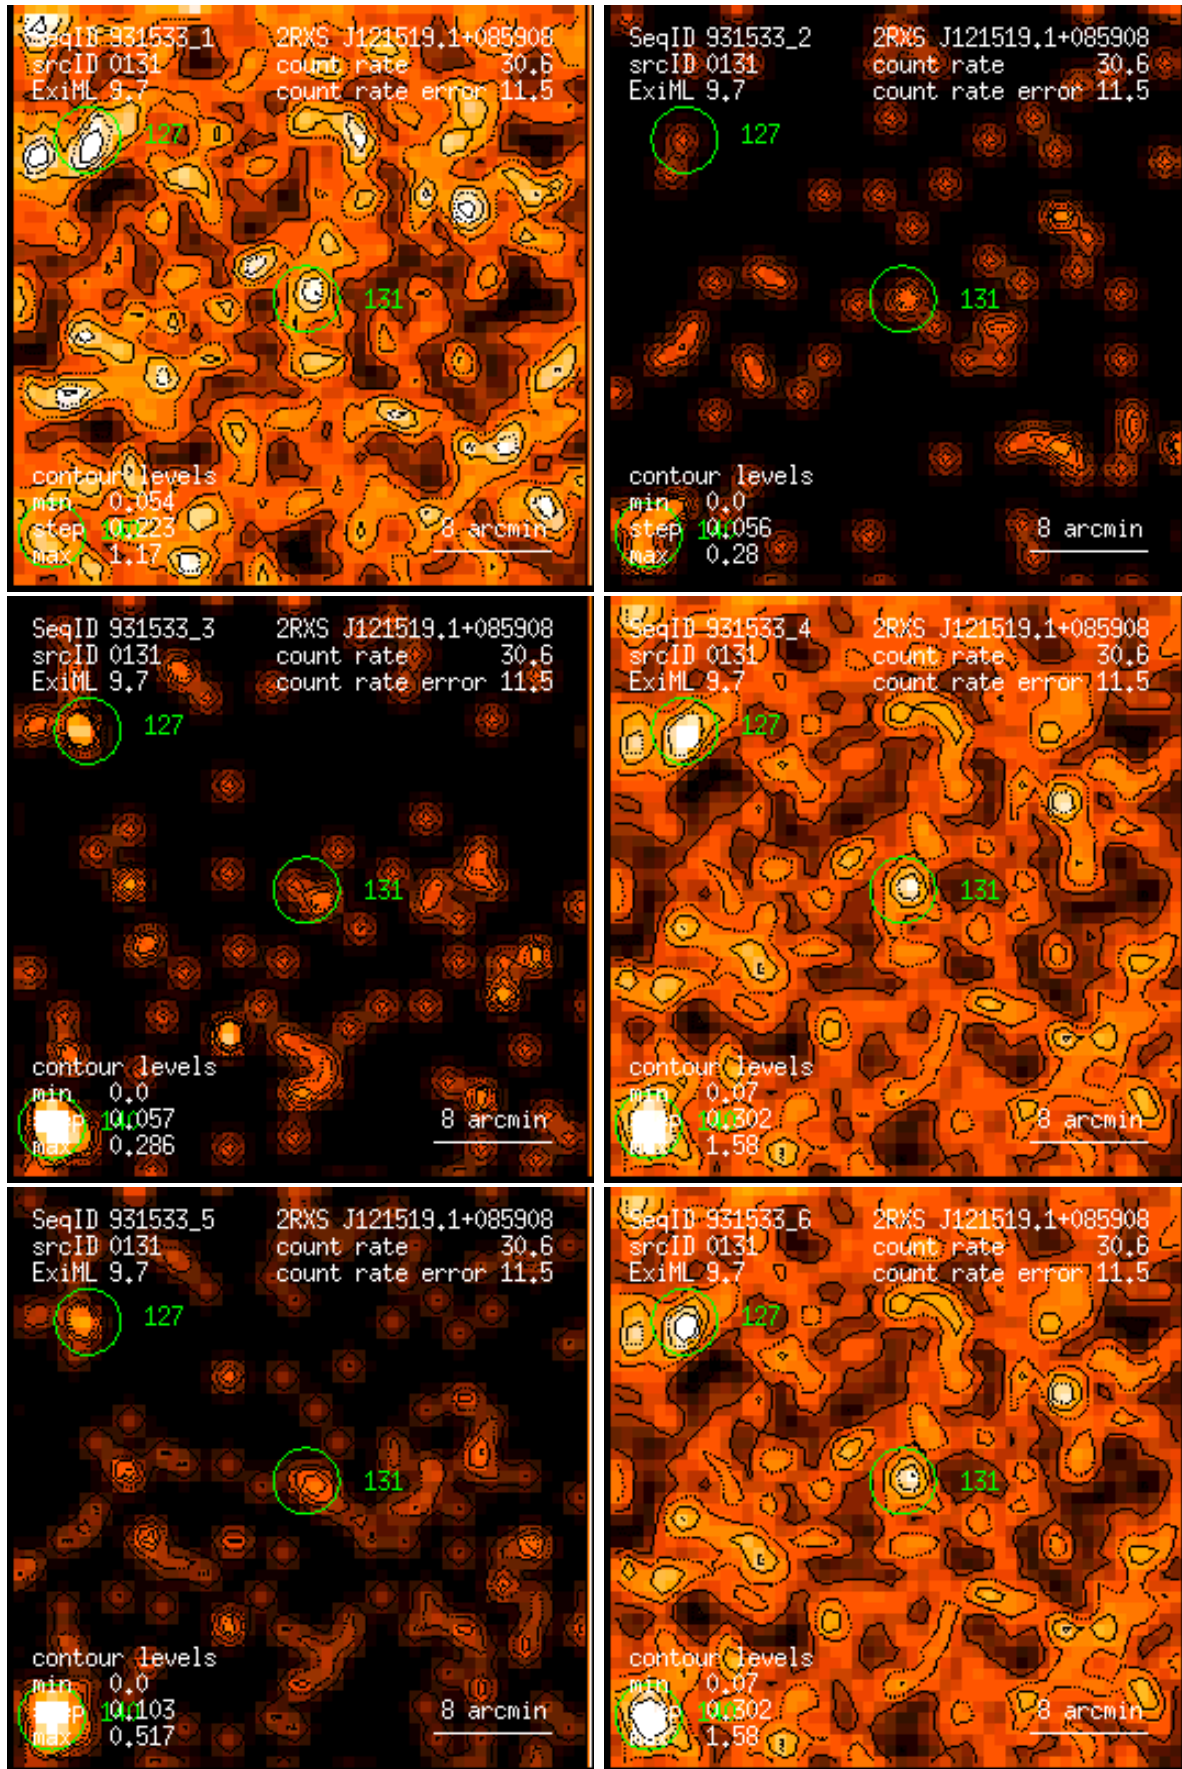 SeqID 931533_1 2RXS J121519.1+085908
srcID 0131 count rate 30.6
ExiML 9.7 count rate error 11.5
127
131
contour levels
min 0.054
step 0.223
max 1.17
8 arcmin
SeqID 931533_2 2RXS J121519.1+085908
srcID 0131 count rate 30.6
ExiML 9.7 count rate error 11.5
127
131
contour levels
min 0.0
step 0.056
max 0.28
8 arcmin
SeqID 931533_3 2RXS J121519.1+085908
srcID 0131 count rate 30.6
ExiML 9.7 count rate error 11.5
127
131
contour levels
min 0.0
0.057
max 0.286
8 arcmin
SeqID 931533_4 2RXS J121519.1+085908
srcID 0131 count rate 30.6
ExiML 9.7 count rate error 11.5
127
131
contour levels
min 0.07
0.302
max 1.58
8 arcmin
SeqID 931533_5 2RXS J121519.1+085908
srcID 0131 count rate 30.6
ExiML 9.7 count rate error 11.5
127
131
contour levels
min 0.0
0.103
max 0.517
8 arcmin
SeqID 931533_6 2RXS J121519.1+085908
srcID 0131 count rate 30.6
ExiML 9.7 count rate error 11.5
127
131
contour levels
min 0.07
0.302
max 1.58
8 arcmin